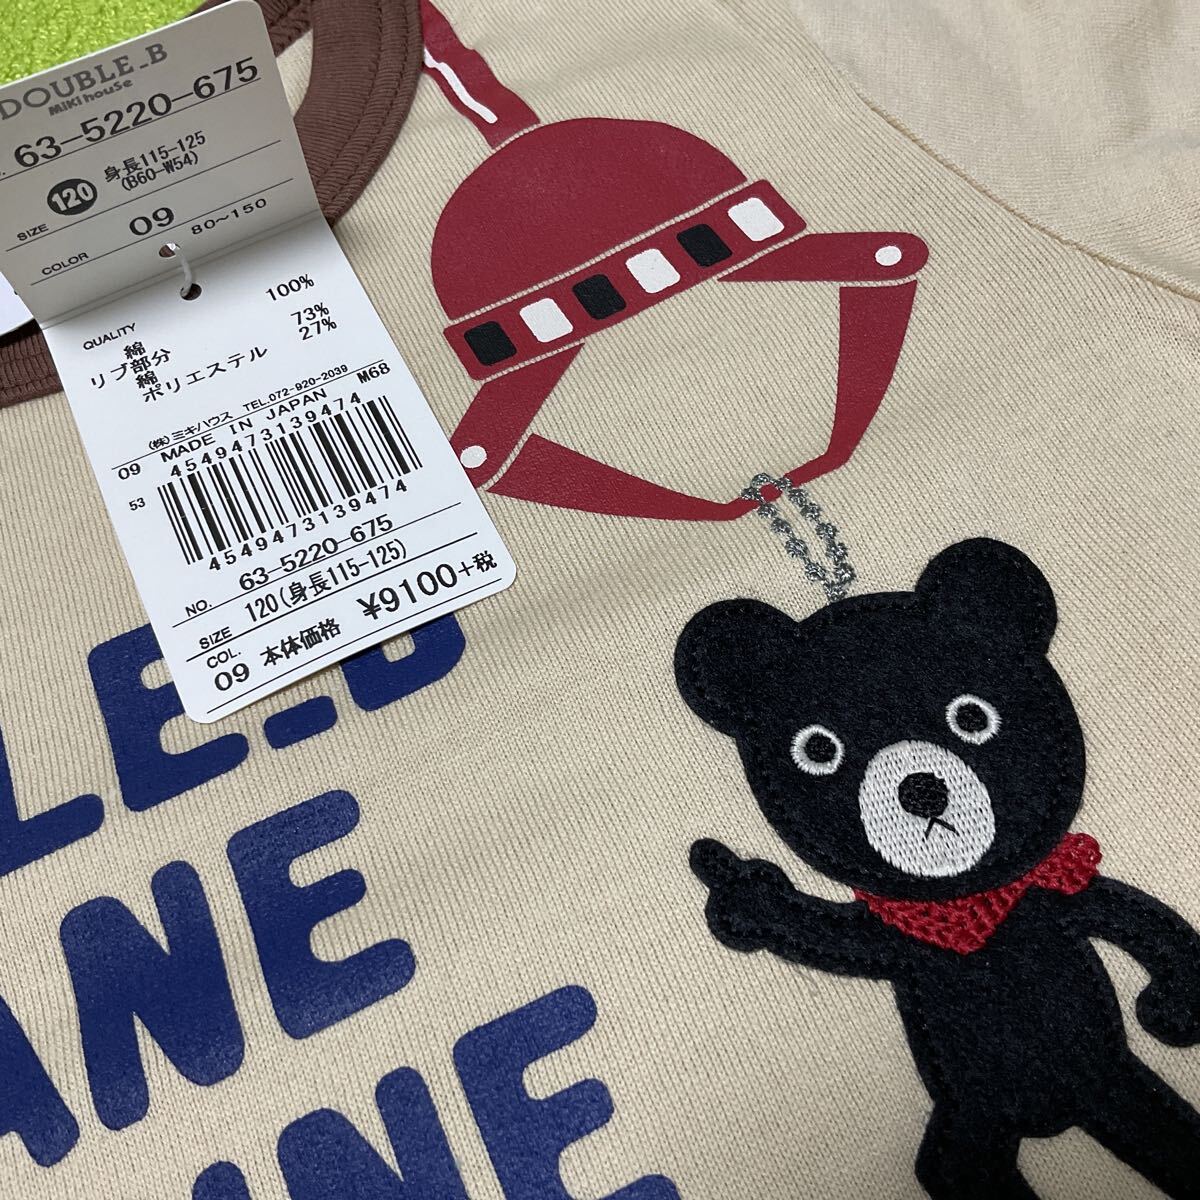 DOUBLE_B
MIKI HOUSE
63-5220-675
SIZE 120 身長115-125
(B60-W54)
COLOR 09 80~150
QUALITY
綿 100%
リブ部分
綿 73%
ポリエステル 27%
(株)ミキハウス TEL.072-920-2039
09 MADE IN JAPAN M68
4549473139474
53
4549473139474
NO. 63-5220-675
SIZE 120(身長115-125)
COL. 09 本体価格 ¥9100+税
LE.B
ANE
INE